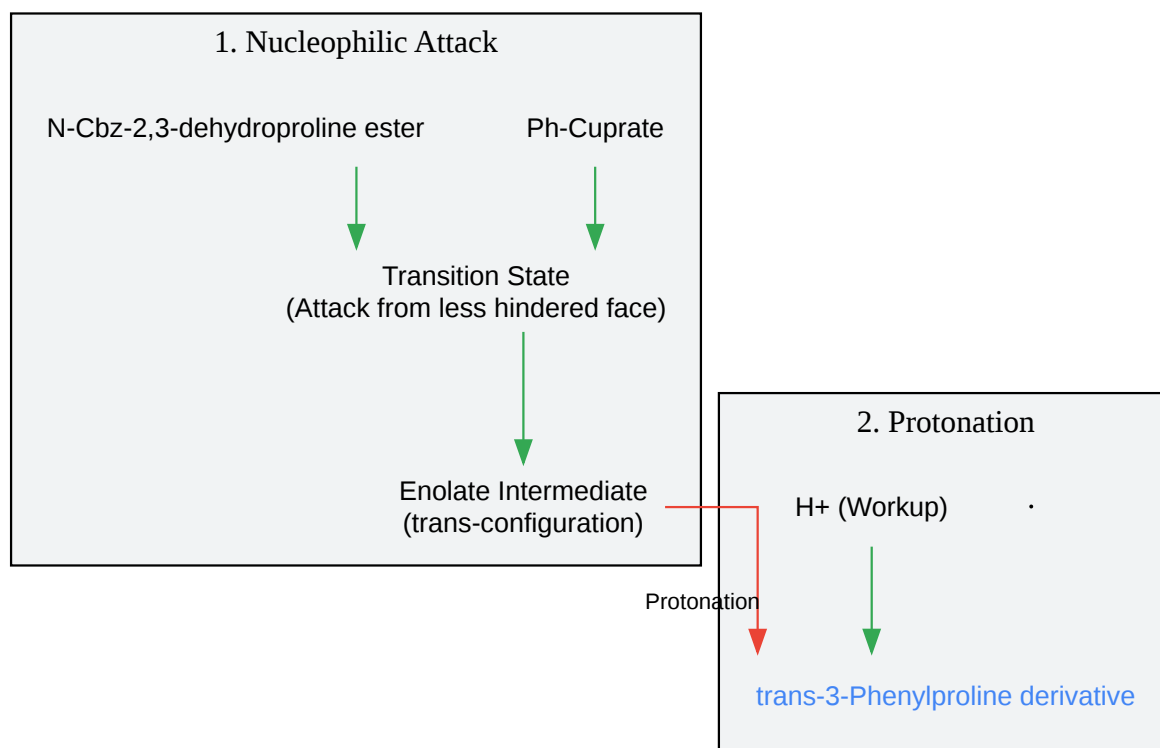 1. Nucleophilic Attack
N-Cbz-2,3-dehydroproline ester
Ph-Cuprate
Transition State
(Attack from less hindered face)
Enolate Intermediate
(trans-configuration)
Protonation
2. Protonation
H+ (Workup)
·
trans-3-Phenylproline derivative